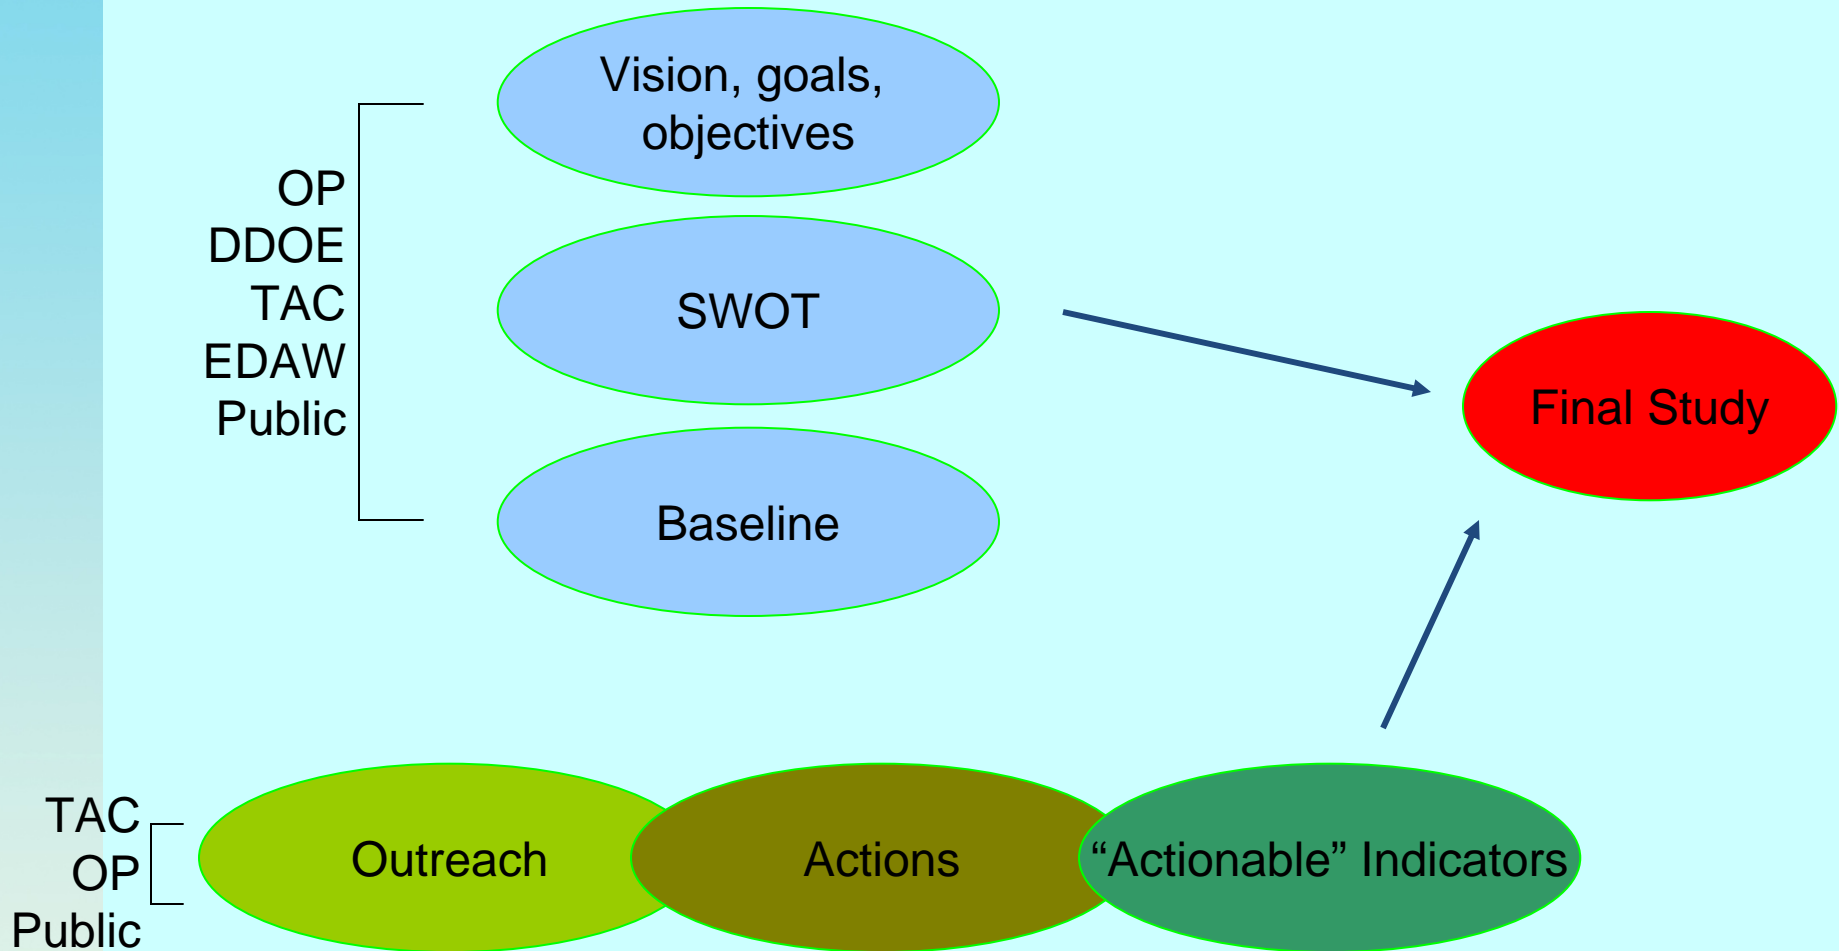 Vision, goals,
objectives
OP
DDOE
TAC
EDAW
Public
SWOT
Final Study
Baseline
TAC
OP
Public
Outreach
Actions
“Actionable” Indicators